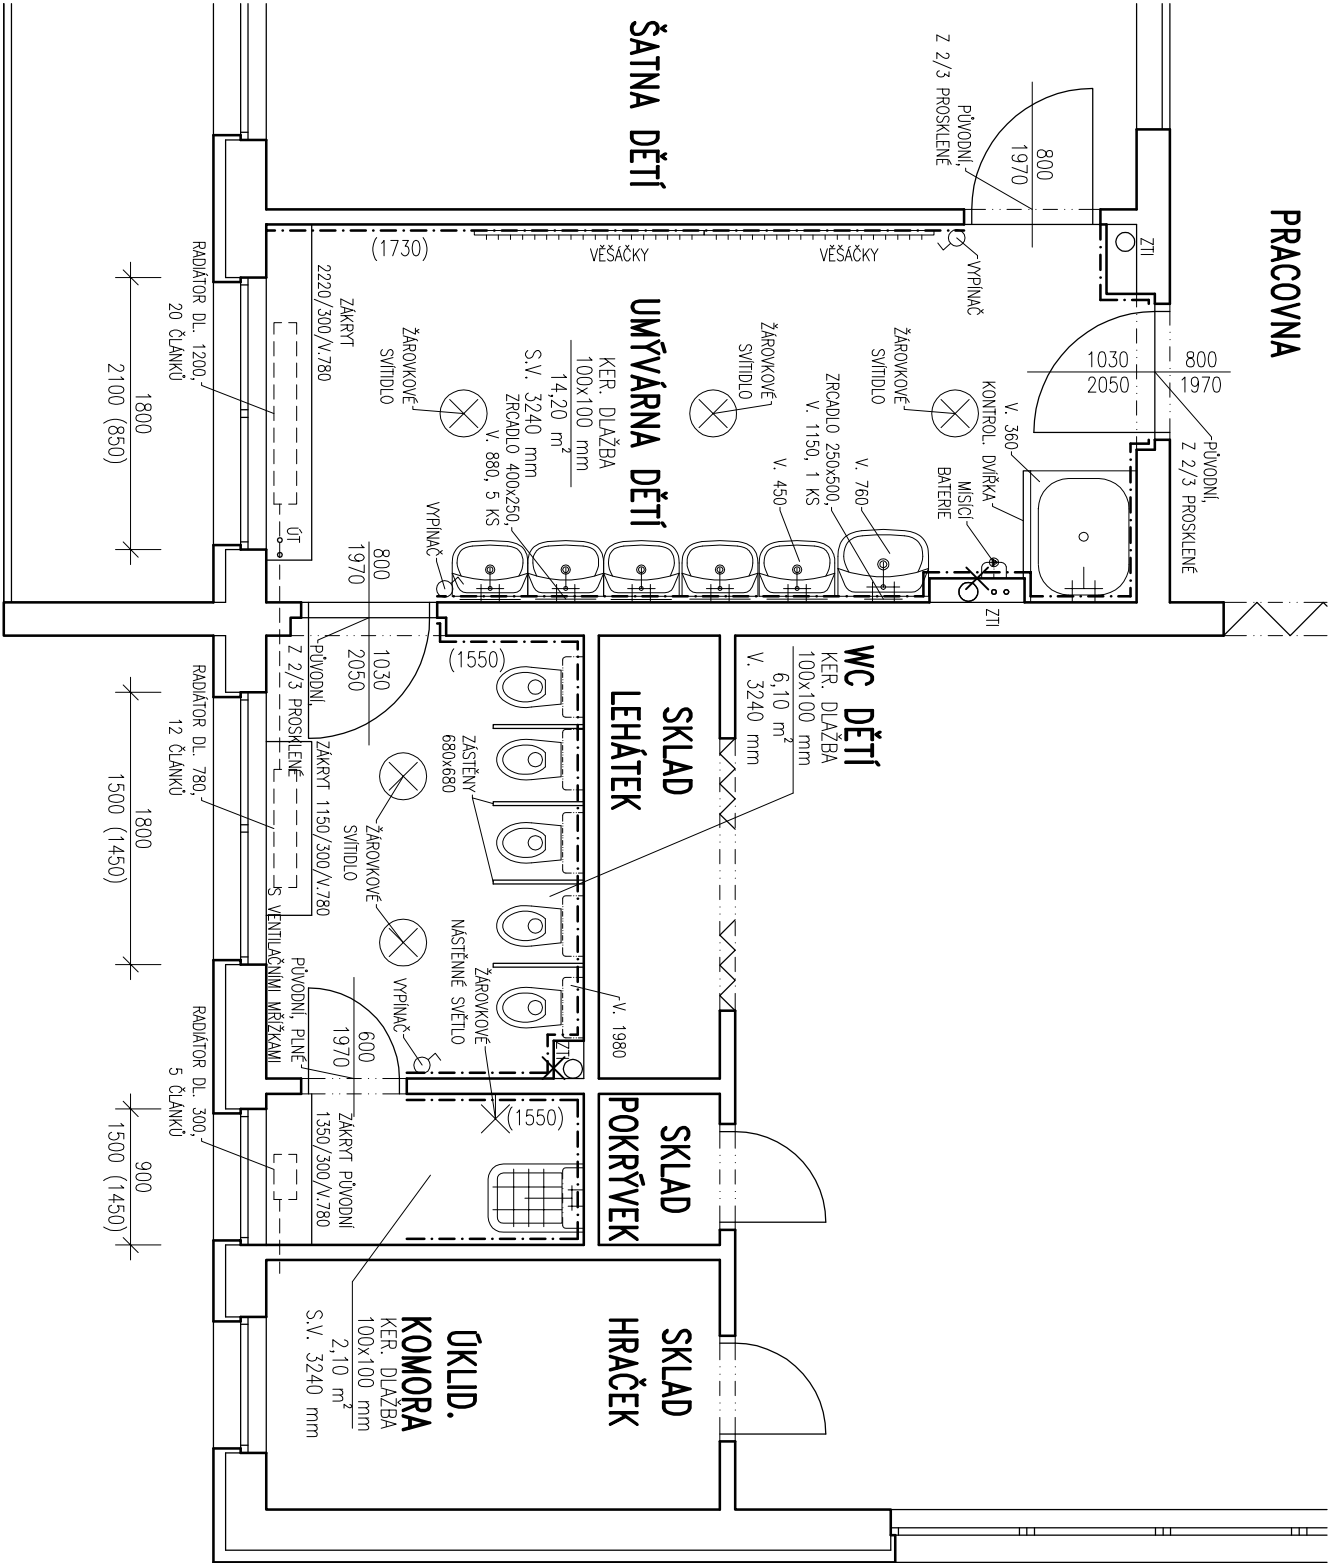 PRACOVNA
ŠATNA DĚTÍ
PŮVODNÍ,
Z 2/3 PROSKLENÉ
800
1970
ZTI
VYPÍNAČ
VĚŠÁČKY
VĚŠÁČKY
(1730)
1030
2050
800
1970
PŮVODNÍ,
Z 2/3 PROSKLENÉ
V. 360
KONTROL. DVÍŘKA
MÍSÍCÍ
BATERIE
ZTI
ŽÁROVKOVÉ
SVÍTIDLO
ŽÁROVKOVÉ
SVÍTIDLO
ŽÁROVKOVÉ
SVÍTIDLO
V. 760
ZRCADLO 250x500,
V. 1150, 1 KS
V. 450
UMÝVÁRNA DĚTÍ
KER. DLAŽBA
100x100 mm
14,20 m²
S.V. 3240 mm
ZRCADLO 400x250,
V. 880, 5 KS
VYPÍNAČ
ZÁKRYT
2220/300/V.780
ÚT
RADIÁTOR DL. 1200,
20 ČLÁNKŮ
1800
2100 (850)
800
1970
1030
2050
PŮVODNÍ,
Z 2/3 PROSKLENÉ
(1550)
WC DĚTÍ
KER. DLAŽBA
100x100 mm
6,10 m²
V. 3240 mm
SKLAD
LEHÁTEK
ZÁSTĚNY
680x680
ŽÁROVKOVÉ
SVÍTIDLO
ZÁKRYT 1150/300/V.780
S VENTILAČNÍMI MŘÍŽKAMI
RADIÁTOR DL. 780,
12 ČLÁNKŮ
1800
1500 (1450)
V. 1980
ŽÁROVKOVÉ
NÁSTĚNNÉ SVĚTLO
VYPÍNAČ
ZTI
PŮVODNÍ, PLNÉ
600
1970
(1550)
ZÁKRYT PŮVODNÍ
1350/300/V.780
RADIÁTOR DL. 300,
5 ČLÁNKŮ
900
1500 (1450)
SKLAD
POKRÝVEK
SKLAD
HRAČEK
ÚKLID.
KOMORA
KER. DLAŽBA
100x100 mm
2,10 m²
S.V. 3240 mm